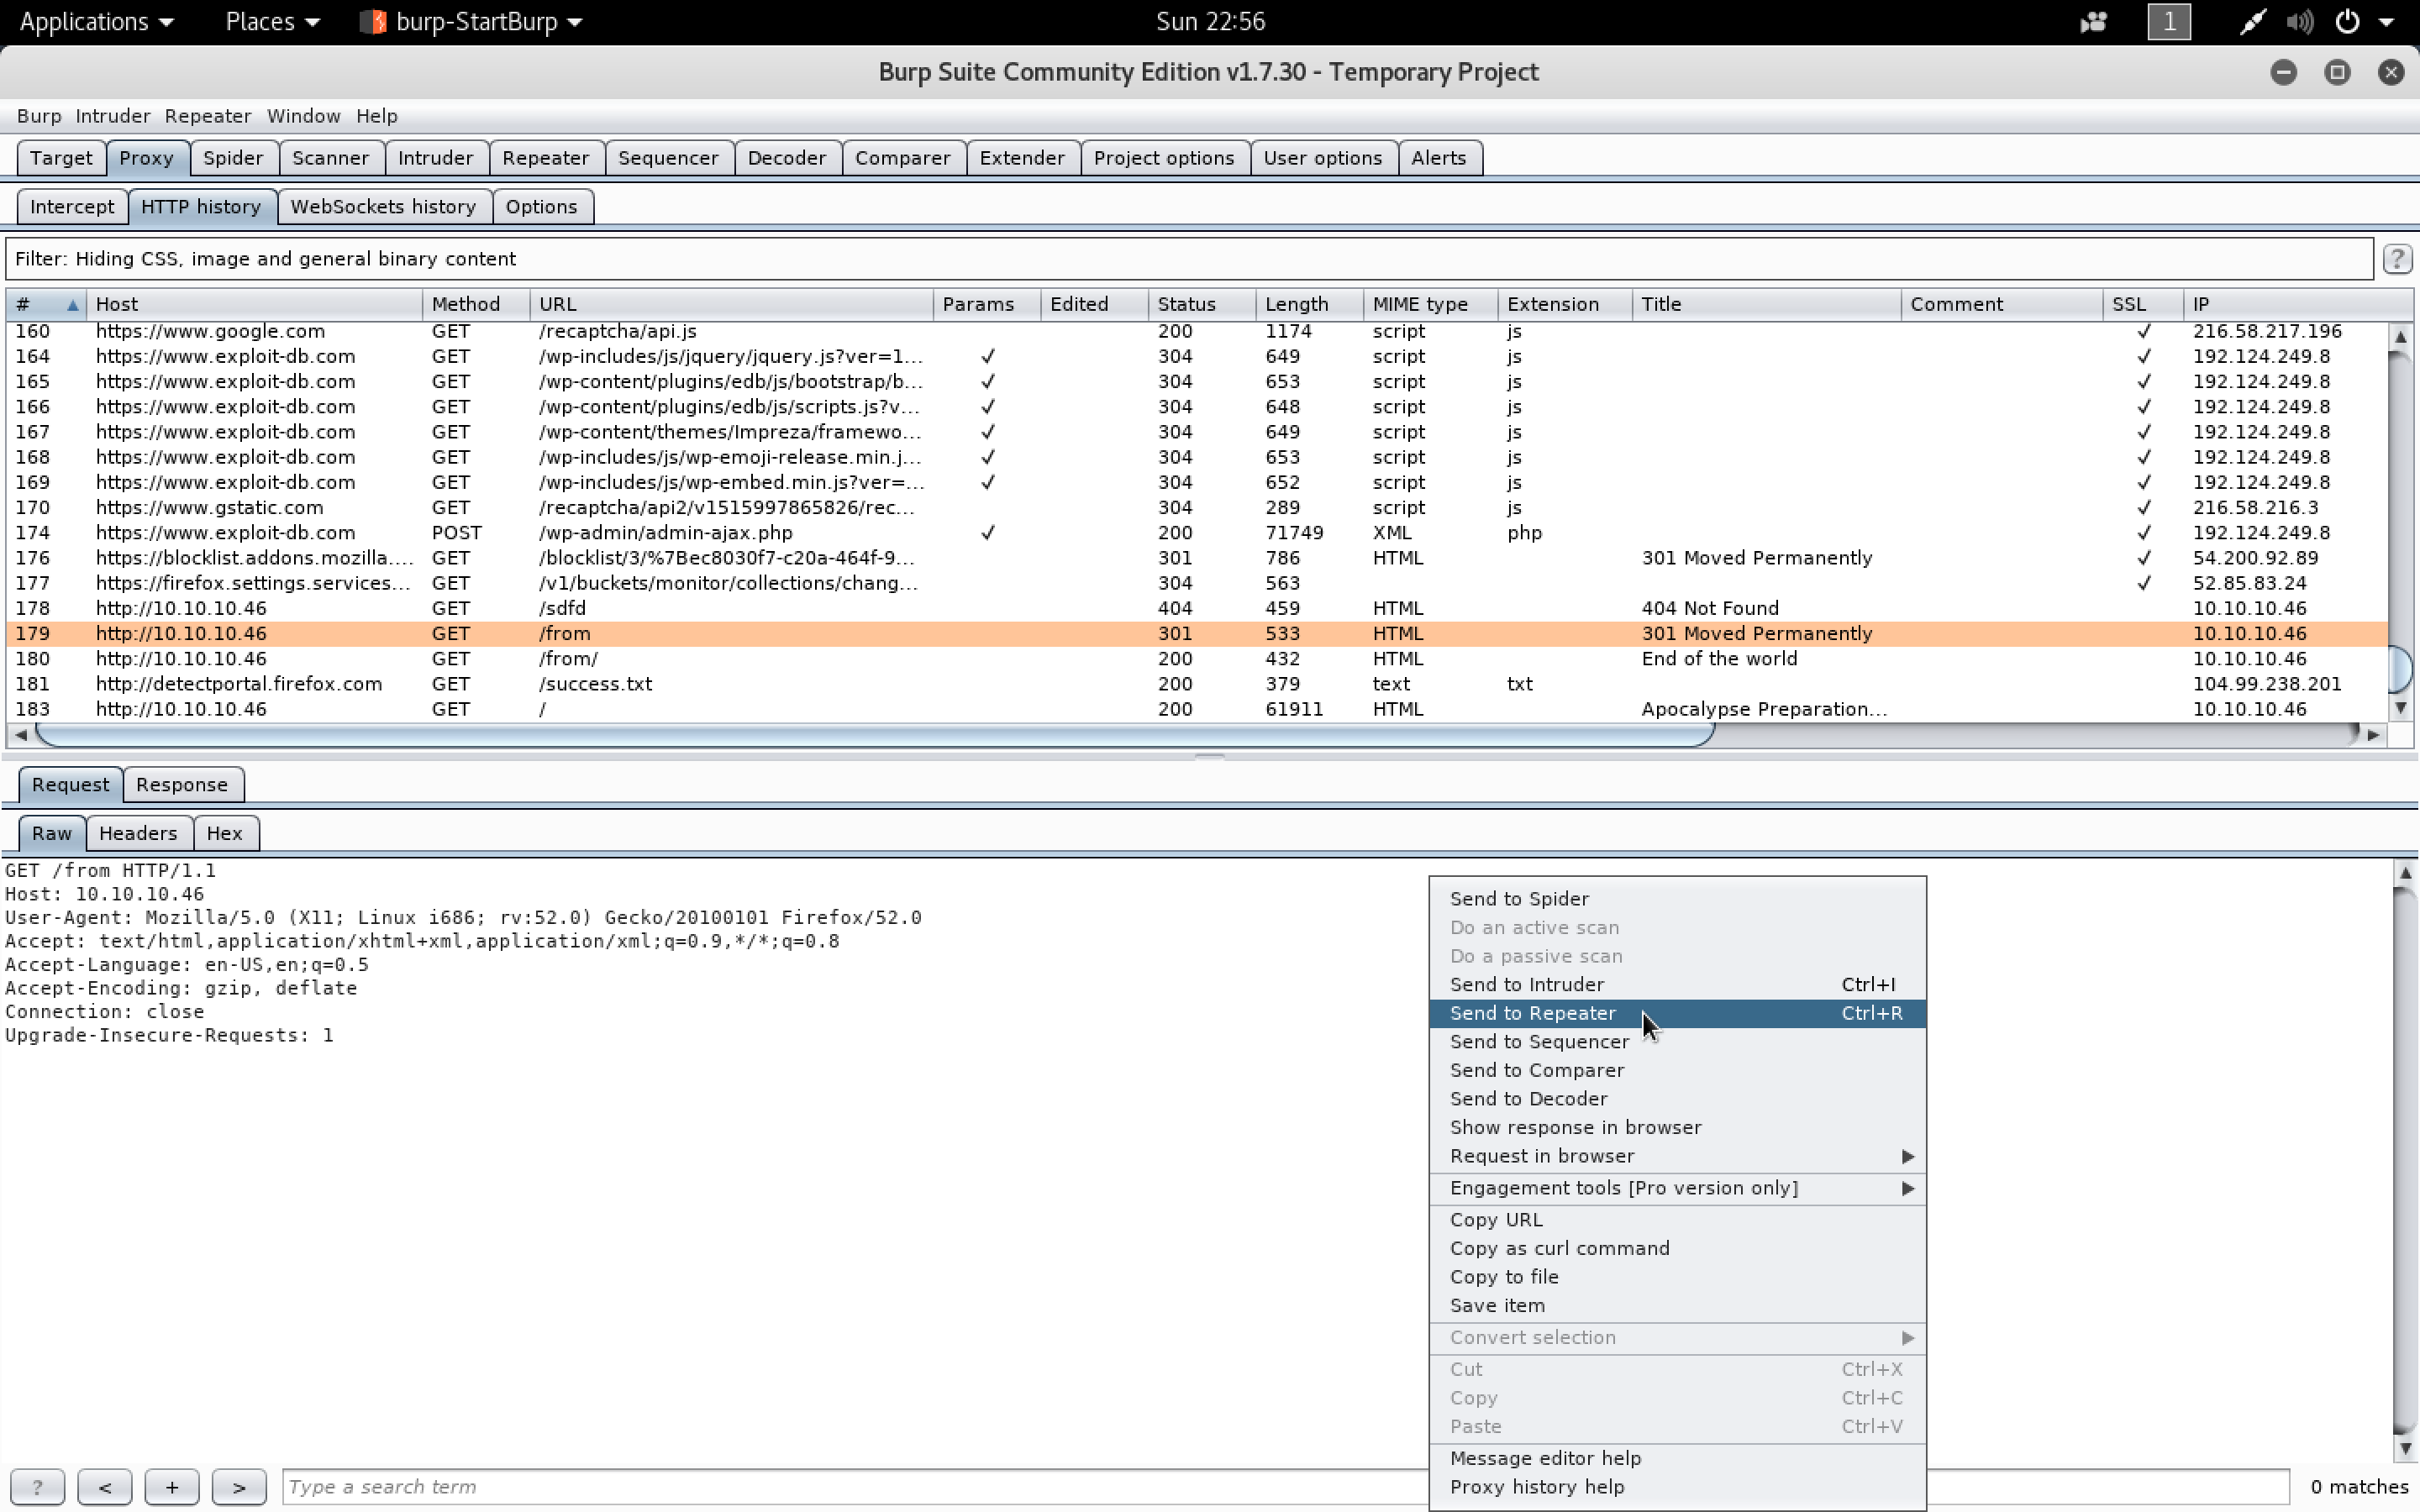 Applications Places burp-StartBurp Sun 22:56 1
Burp Suite Community Edition v1.7.30 - Temporary Project
Burp Intruder Repeater Window Help
Target Proxy Spider Scanner Intruder Repeater Sequencer Decoder Comparer Extender Project options User options Alerts
Intercept HTTP history WebSockets history Options
Filter: Hiding CSS, image and general binary content ?
# Host Method URL Params Edited Status Length MIME type Extension Title Comment SSL IP
160 https://www.google.com GET /recaptcha/api.js 200 1174 script js ✓ 216.58.217.196
164 https://www.exploit-db.com GET /wp-includes/js/jquery/jquery.js?ver=1... ✓ 304 649 script js ✓ 192.124.249.8
165 https://www.exploit-db.com GET /wp-content/plugins/edb/js/bootstrap/b... ✓ 304 653 script js ✓ 192.124.249.8
166 https://www.exploit-db.com GET /wp-content/plugins/edb/js/scripts.js?v... ✓ 304 648 script js ✓ 192.124.249.8
167 https://www.exploit-db.com GET /wp-content/themes/Impreza/framewo... ✓ 304 649 script js ✓ 192.124.249.8
168 https://www.exploit-db.com GET /wp-includes/js/wp-emoji-release.min.j... ✓ 304 653 script js ✓ 192.124.249.8
169 https://www.exploit-db.com GET /wp-includes/js/wp-embed.min.js?ver=... ✓ 304 652 script js ✓ 192.124.249.8
170 https://www.gstatic.com GET /recaptcha/api2/v1515997865826/rec... 304 289 script js ✓ 216.58.216.3
174 https://www.exploit-db.com POST /wp-admin/admin-ajax.php ✓ 200 71749 XML php ✓ 192.124.249.8
176 https://blocklist.addons.mozilla.... GET /blocklist/3/%7Bec8030f7-c20a-464f-9... 301 786 HTML 301 Moved Permanently ✓ 54.200.92.89
177 https://firefox.settings.services... GET /v1/buckets/monitor/collections/chang... 304 563 ✓ 52.85.83.24
178 http://10.10.10.46 GET /sdfd 404 459 HTML 404 Not Found 10.10.10.46
179 http://10.10.10.46 GET /from 301 533 HTML 301 Moved Permanently 10.10.10.46
180 http://10.10.10.46 GET /from/ 200 432 HTML End of the world 10.10.10.46
181 http://detectportal.firefox.com GET /success.txt 200 379 text txt 104.99.238.201
183 http://10.10.10.46 GET / 200 61911 HTML Apocalypse Preparation... 10.10.10.46
Request Response
Raw Headers Hex
GET /from HTTP/1.1
Host: 10.10.10.46
User-Agent: Mozilla/5.0 (X11; Linux i686; rv:52.0) Gecko/20100101 Firefox/52.0
Accept: text/html,application/xhtml+xml,application/xml;q=0.9,*/*;q=0.8
Accept-Language: en-US,en;q=0.5
Accept-Encoding: gzip, deflate
Connection: close
Upgrade-Insecure-Requests: 1
Send to Spider
Do an active scan
Do a passive scan
Send to Intruder Ctrl+I
Send to Repeater Ctrl+R
Send to Sequencer
Send to Comparer
Send to Decoder
Show response in browser
Request in browser
Engagement tools [Pro version only]
Copy URL
Copy as curl command
Copy to file
Save item
Convert selection
Cut Ctrl+X
Copy Ctrl+C
Paste Ctrl+V
Message editor help
Proxy history help
? < + > Type a search term 0 matches